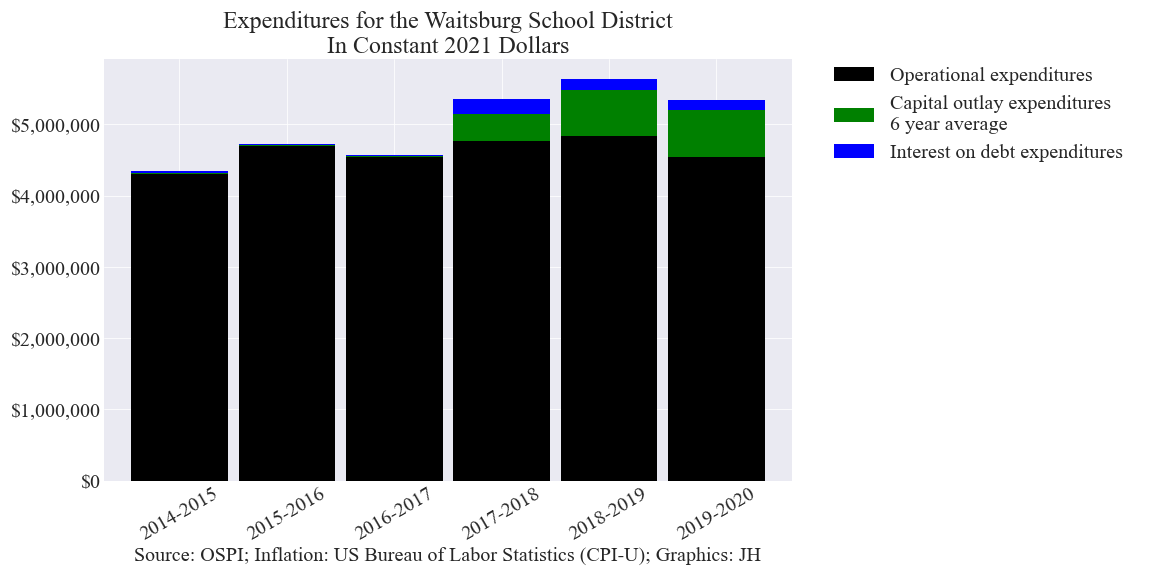 Expenditures for the Waitsburg School District
In Constant 2021 Dollars
Operational expenditures
Capital outlay expenditures
6 year average
Interest on debt expenditures
$5,000,000
$4,000,000
$3,000,000
$2,000,000
$1,000,000
$0
2014-2015
2015-2016
2016-2017
2017-2018
2018-2019
2019-2020
Source: OSPI; Inflation: US Bureau of Labor Statistics (CPI-U); Graphics: JH